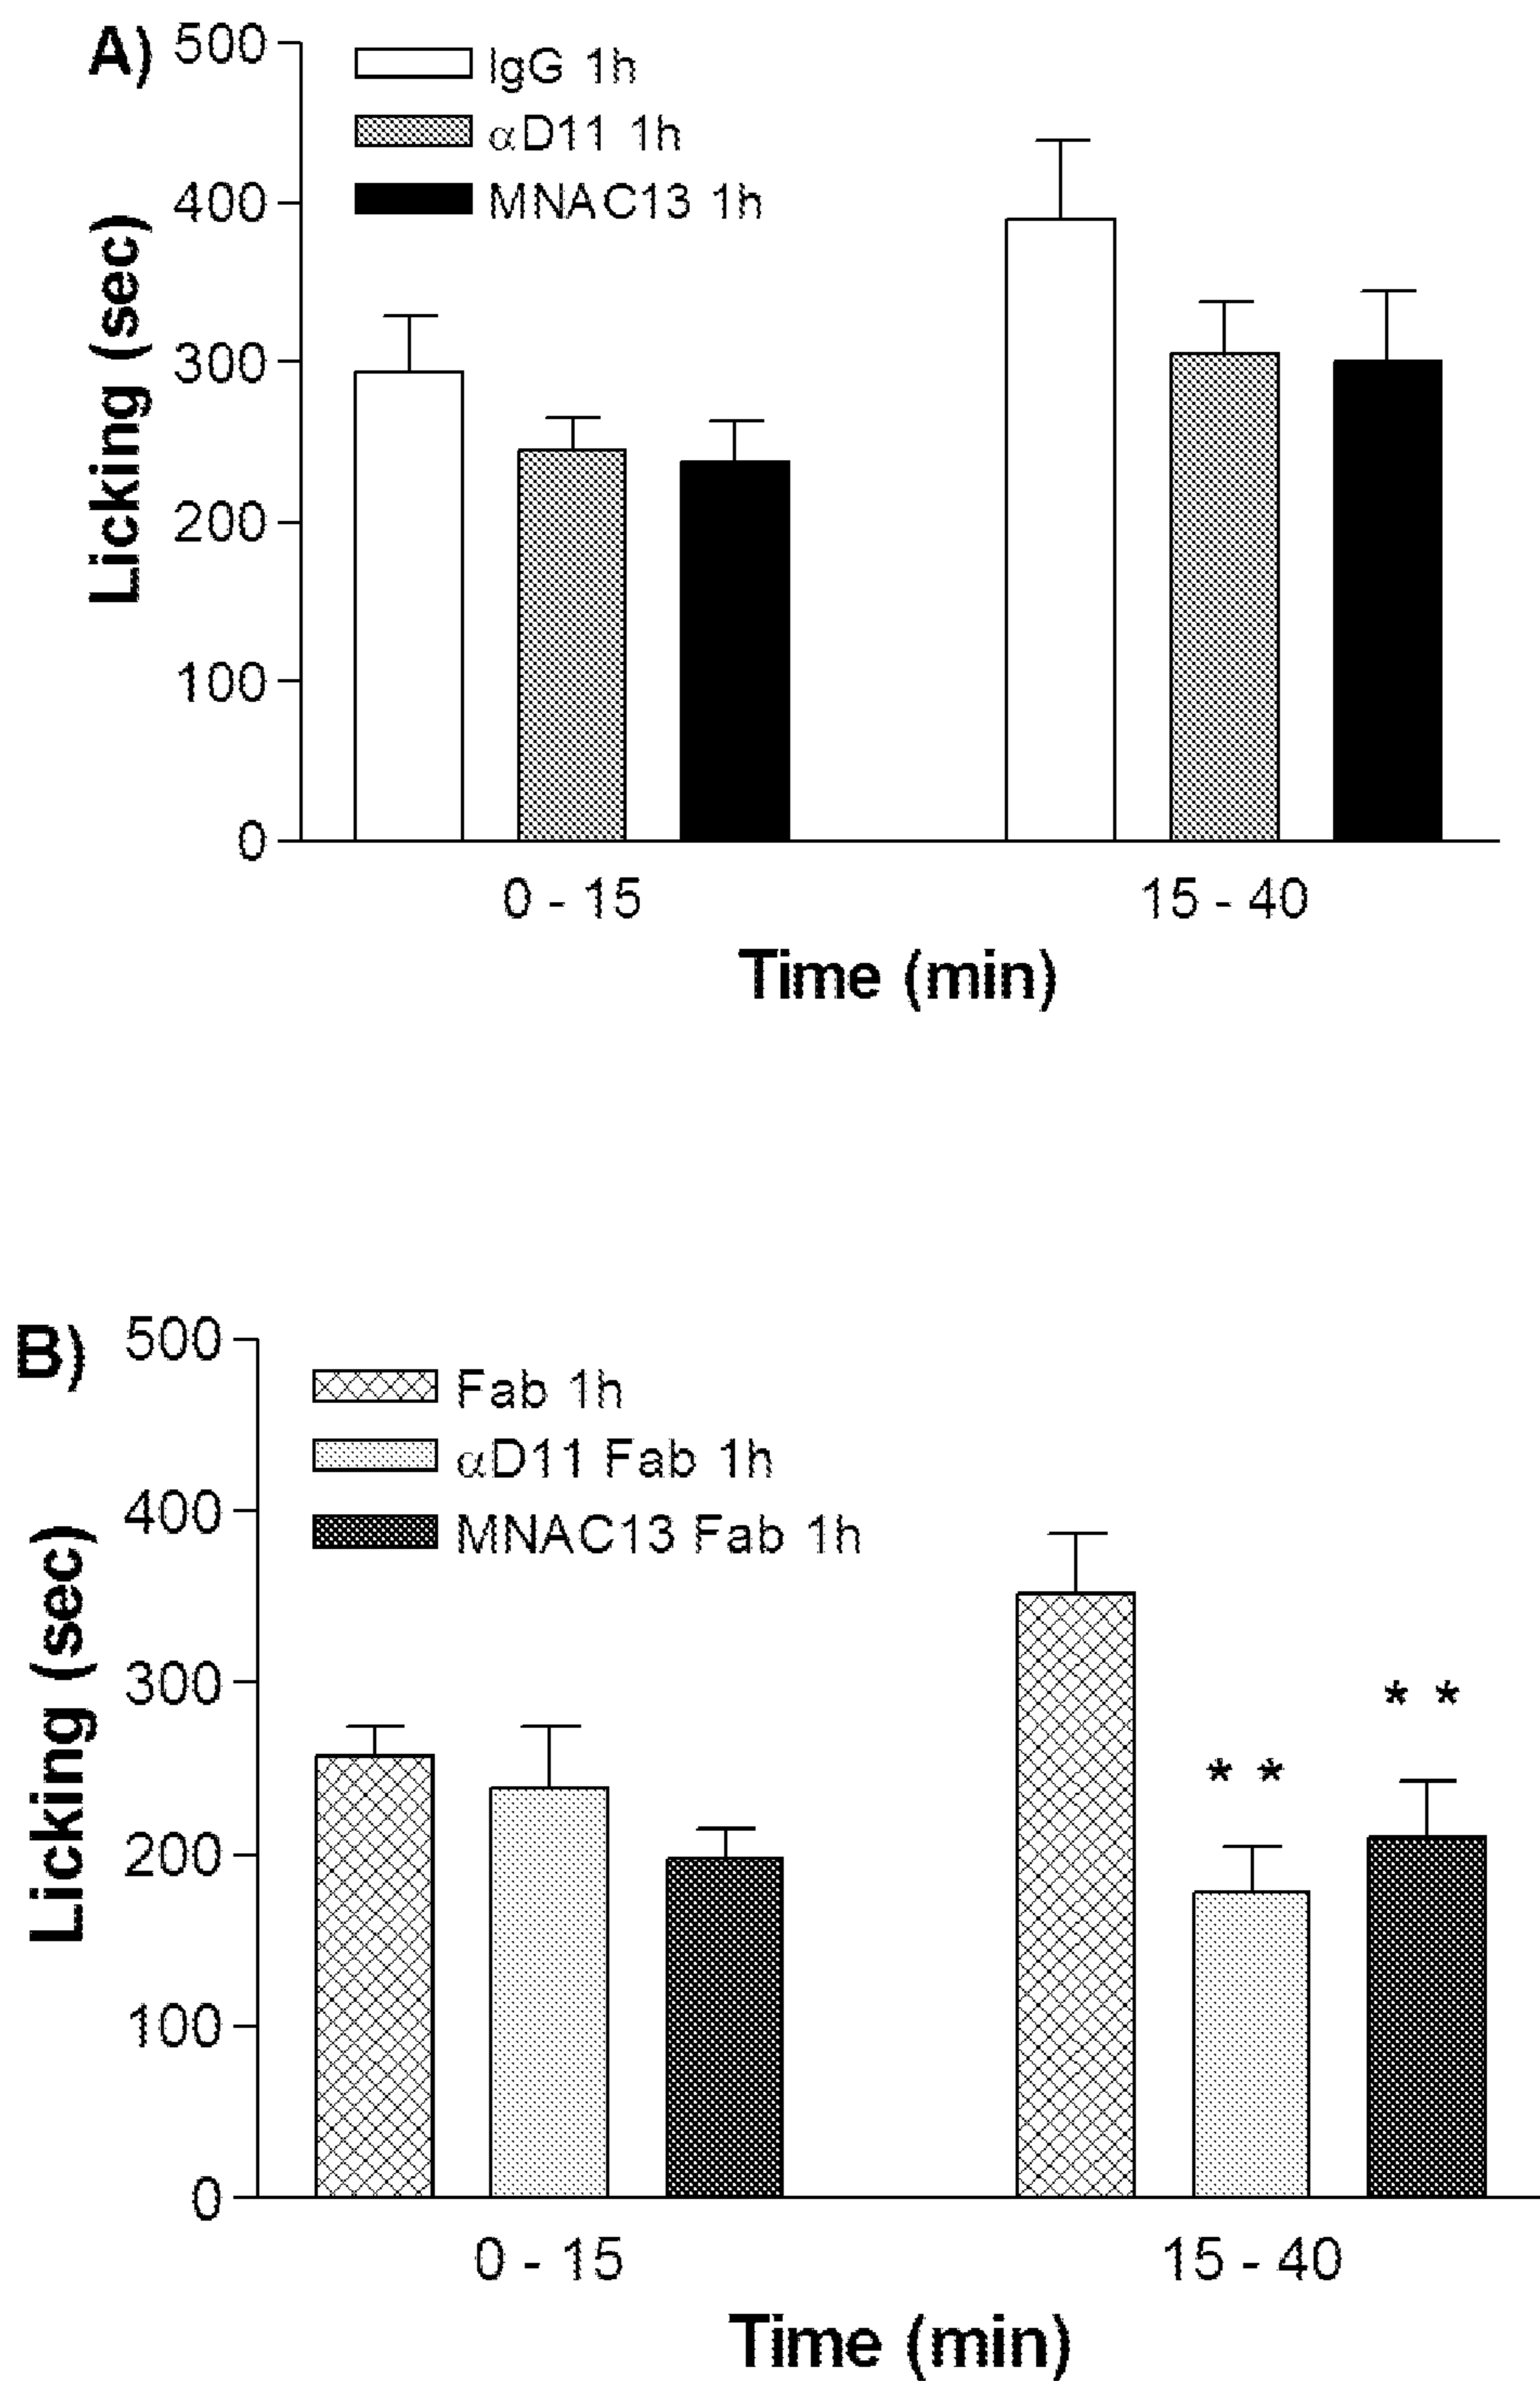 A)
500
400
300
200
100
0
Licking (sec)
IgG 1h
αD11 1h
MNAC13 1h
0 - 15
15 - 40
Time (min)
B)
500
400
300
200
100
0
Licking (sec)
Fab 1h
αD11 Fab 1h
MNAC13 Fab 1h
* *
* *
0 - 15
15 - 40
Time (min)